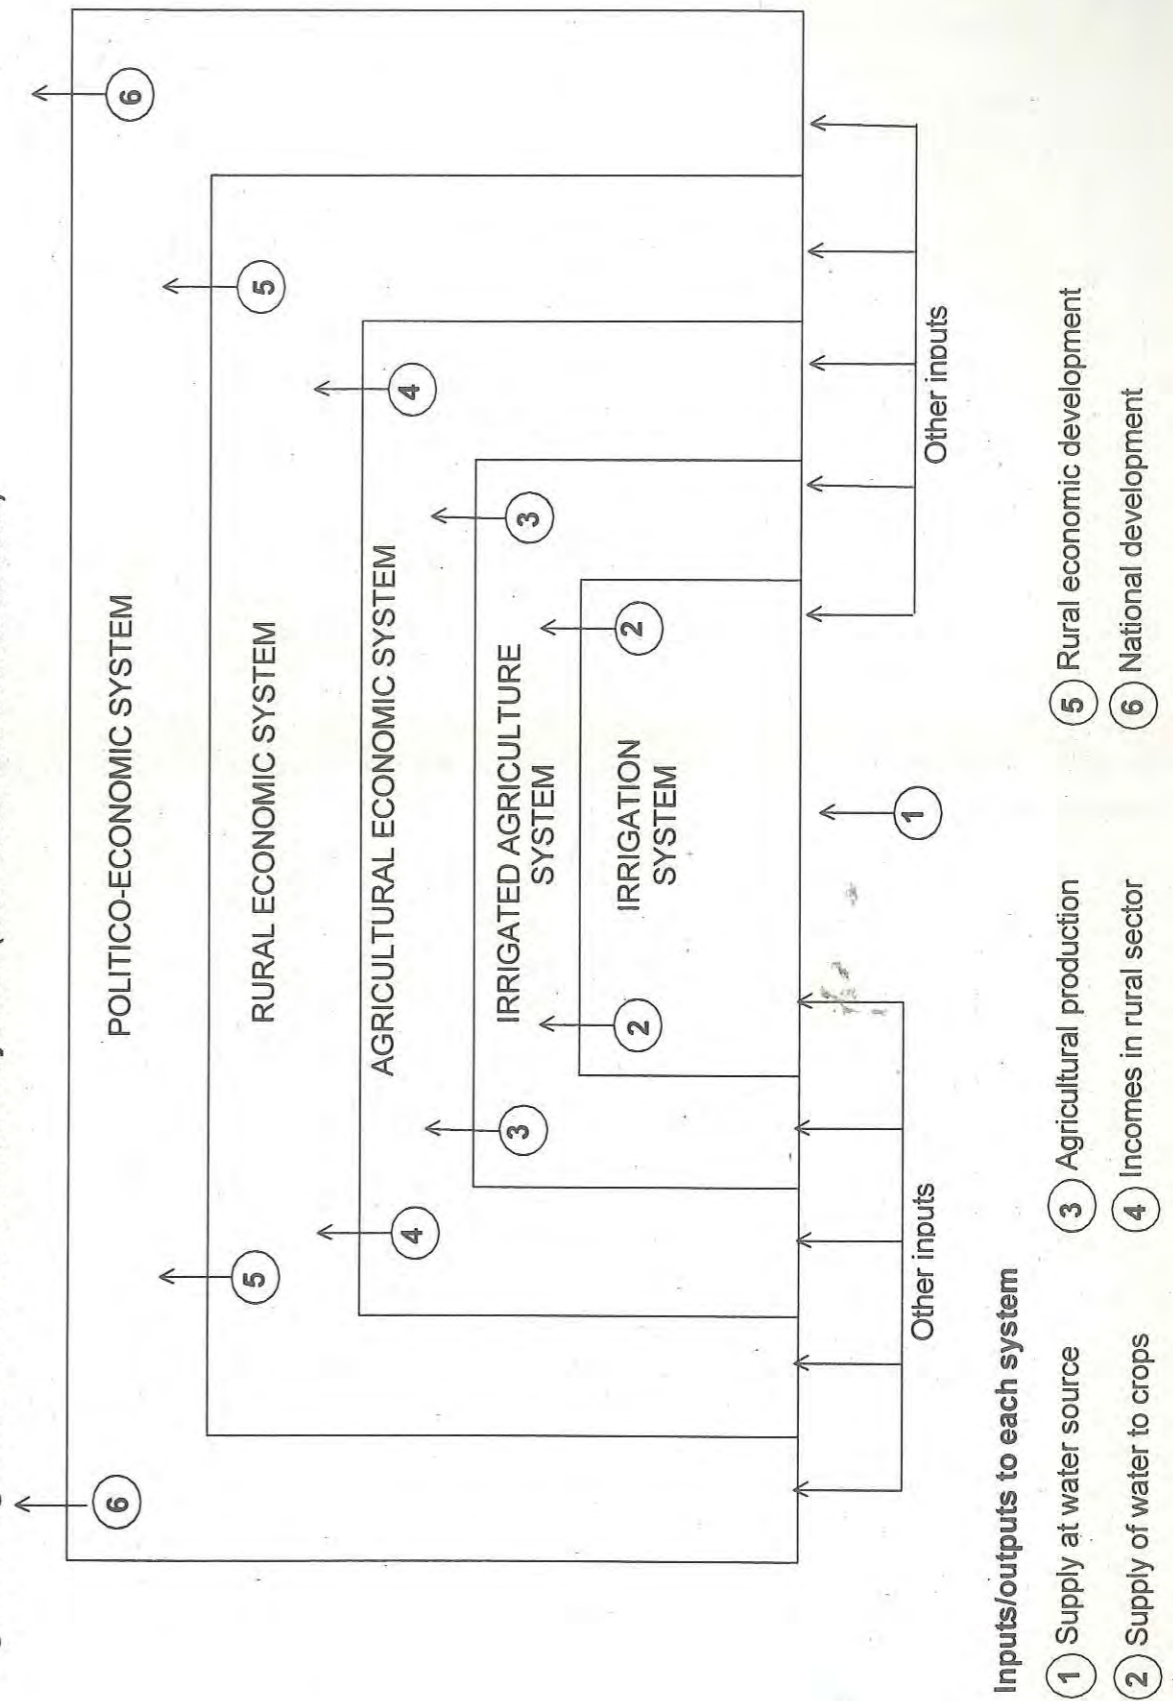 6
6
POLITICO-ECONOMIC SYSTEM
5
5
RURAL ECONOMIC SYSTEM
4
4
AGRICULTURAL ECONOMIC SYSTEM
3
3
IRRIGATED AGRICULTURE
SYSTEM
2
2
IRRIGATION
SYSTEM
1
Other inputs
Other inputs
Inputs/outputs to each system
1 Supply at water source
3 Agricultural production
5 Rural economic development
2 Supply of water to crops
4 Incomes in rural sector
6 National development